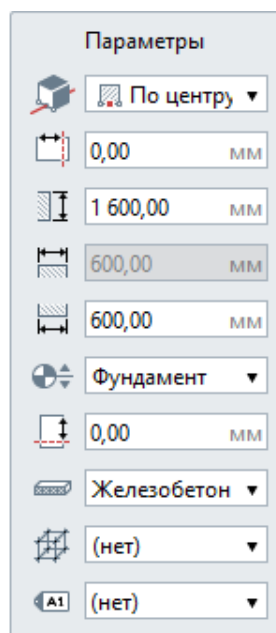 Параметры
По центру
0,00 мм
1 600,00 мм
600,00 мм
600,00 мм
Фундамент
0,00 мм
Железобетон
(нет)
A1 (нет)